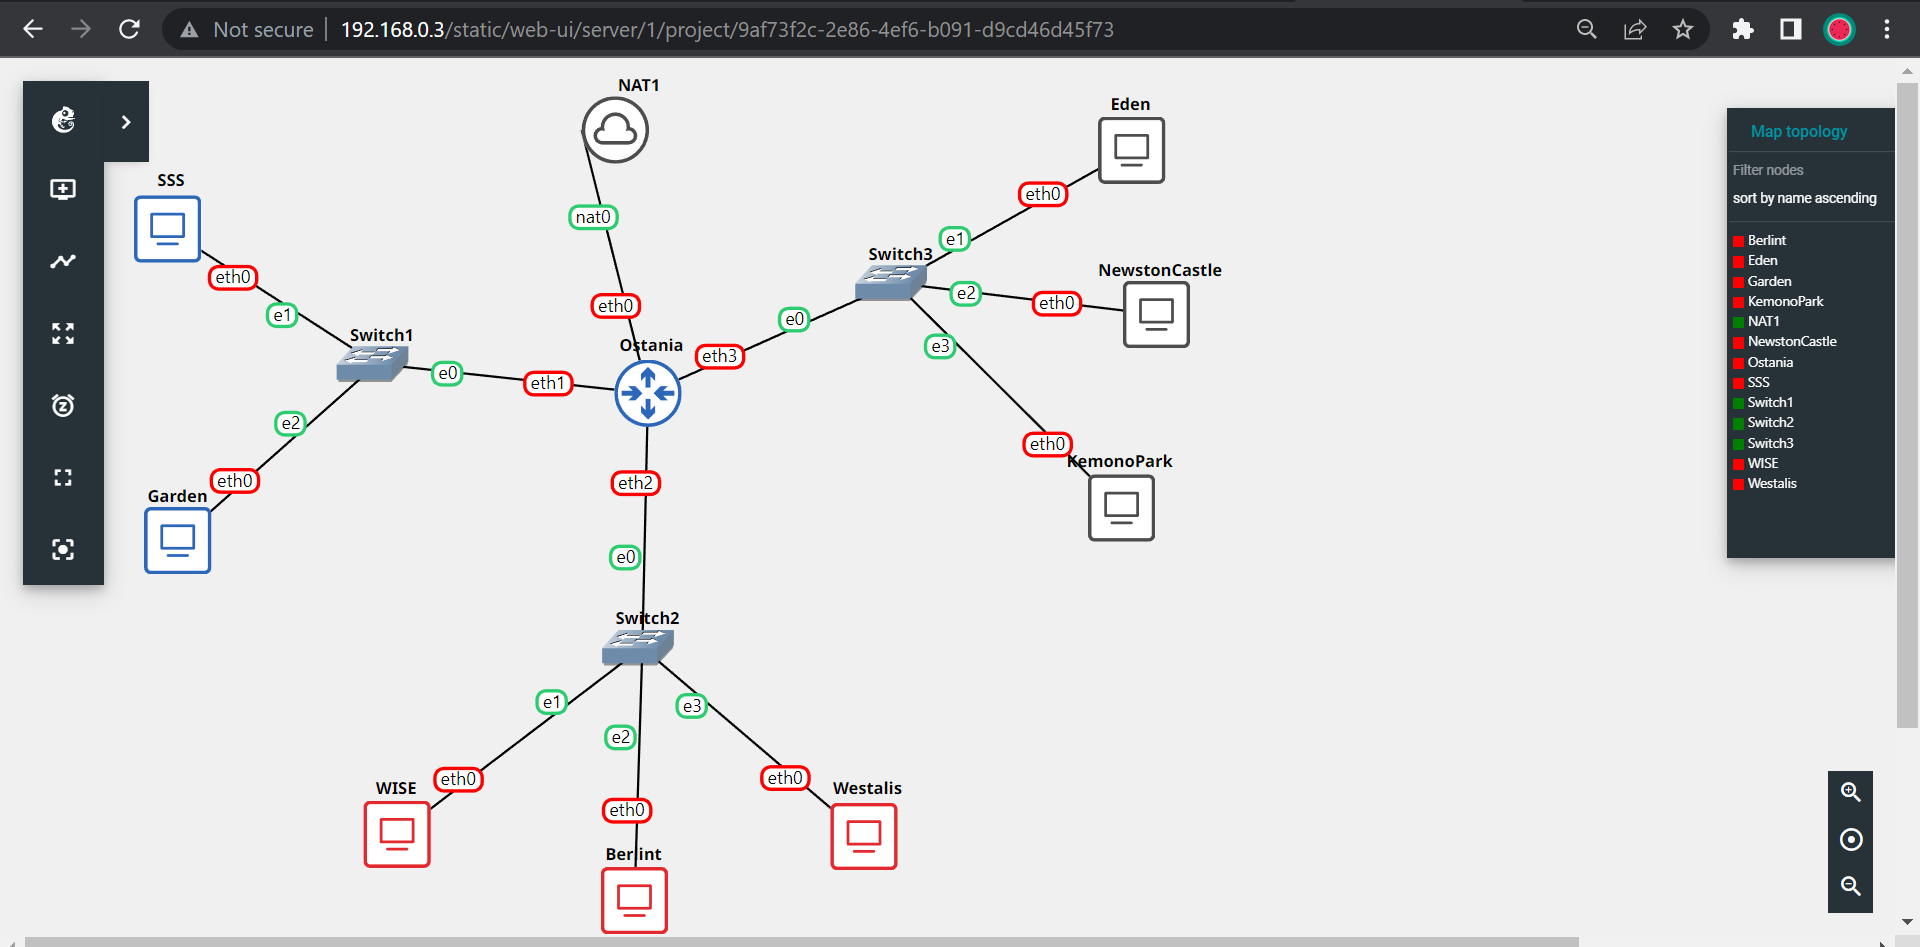 Not secure
192.168.0.3/static/web-ui/server/1/project/9af73f2c-2e86-4ef6-b091-d9cd46d45f73
NAT1
nat0
eth0
SSS
eth0
e1
Switch1
e0
eth1
e2
eth0
Garden
Ostania
eth3
e0
Switch3
e1
eth0
Eden
e2
eth0
NewstonCastle
e3
eth0
KemonoPark
eth2
e0
Switch2
e1
eth0
WISE
e2
eth0
Berlint
e3
eth0
Westalis
Map topology
Filter nodes
sort by name ascending
Berlint
Eden
Garden
KemonoPark
NAT1
NewstonCastle
Ostania
SSS
Switch1
Switch2
Switch3
WISE
Westalis